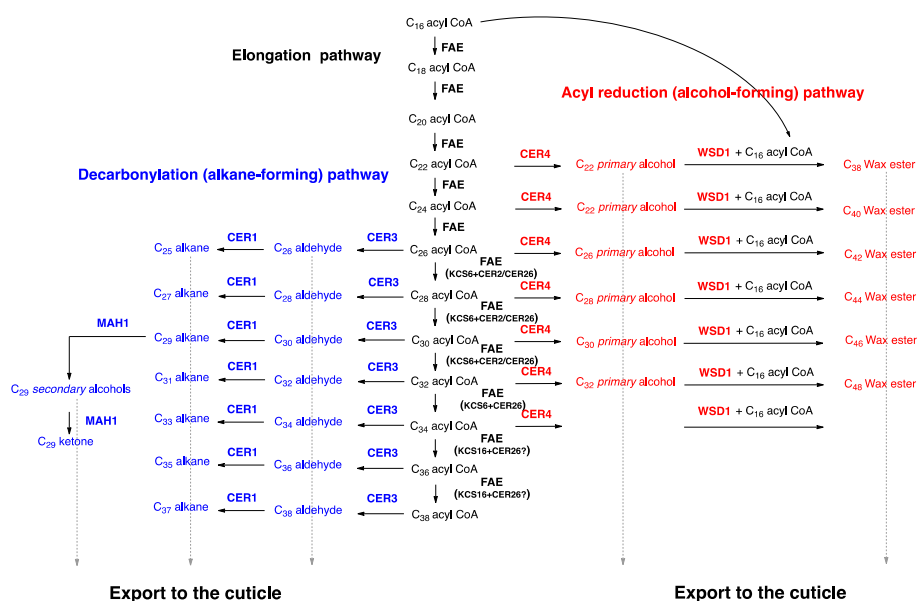 C16 acyl CoA
FAE
Elongation pathway
C18 acyl CoA
FAE
Acyl reduction (alcohol-forming) pathway
C20 acyl CoA
FAE
CER4
WSD1 + C16 acyl CoA
C22 acyl CoA
C22 primary alcohol
C38 Wax ester
Decarbonylation (alkane-forming) pathway
FAE
CER4
WSD1 + C16 acyl CoA
C24 acyl CoA
C22 primary alcohol
C40 Wax ester
FAE
CER1
CER3
CER4
WSD1 + C16 acyl CoA
C25 alkane
C26 aldehyde
C26 acyl CoA
C26 primary alcohol
C42 Wax ester
FAE
(KCS6+CER2/CER26)
CER1
CER3
CER4
WSD1 + C16 acyl CoA
C27 alkane
C28 aldehyde
C28 acyl CoA
C28 primary alcohol
C44 Wax ester
FAE
(KCS6+CER2/CER26)
MAH1
CER1
CER3
CER4
WSD1 + C16 acyl CoA
C29 alkane
C30 aldehyde
C30 acyl CoA
C30 primary alcohol
C46 Wax ester
FAE
(KCS6+CER2/CER26)
CER1
CER3
CER4
WSD1 + C16 acyl CoA
C31 alkane
C32 aldehyde
C32 acyl CoA
C32 primary alcohol
C48 Wax ester
C29 secondary alcohols
FAE
(KCS6+CER26)
MAH1
CER1
CER3
CER4
WSD1 + C16 acyl CoA
C33 alkane
C34 aldehyde
C34 acyl CoA
C29 ketone
FAE
(KCS16+CER26?)
CER1
CER3
C35 alkane
C36 aldehyde
C36 acyl CoA
FAE
(KCS16+CER26?)
CER1
CER3
C37 alkane
C38 aldehyde
C38 acyl CoA
Export to the cuticle
Export to the cuticle